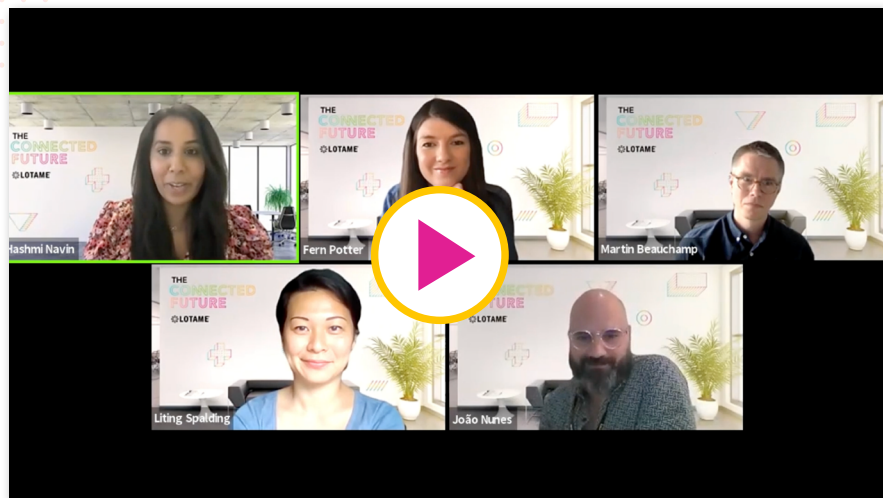 THE
CONNECTED
FUTURE
LOTAME
Hashmi Navin
THE
CONNECTED
FUTURE
LOTAME
Fern Potter
THE
CONNECTED
FUTURE
LOTAME
Martin Beauchamp
THE
CONNECTED
FUTURE
LOTAME
Liting Spalding
CONNECTED
FUTURE
LOTAME
João Nunes